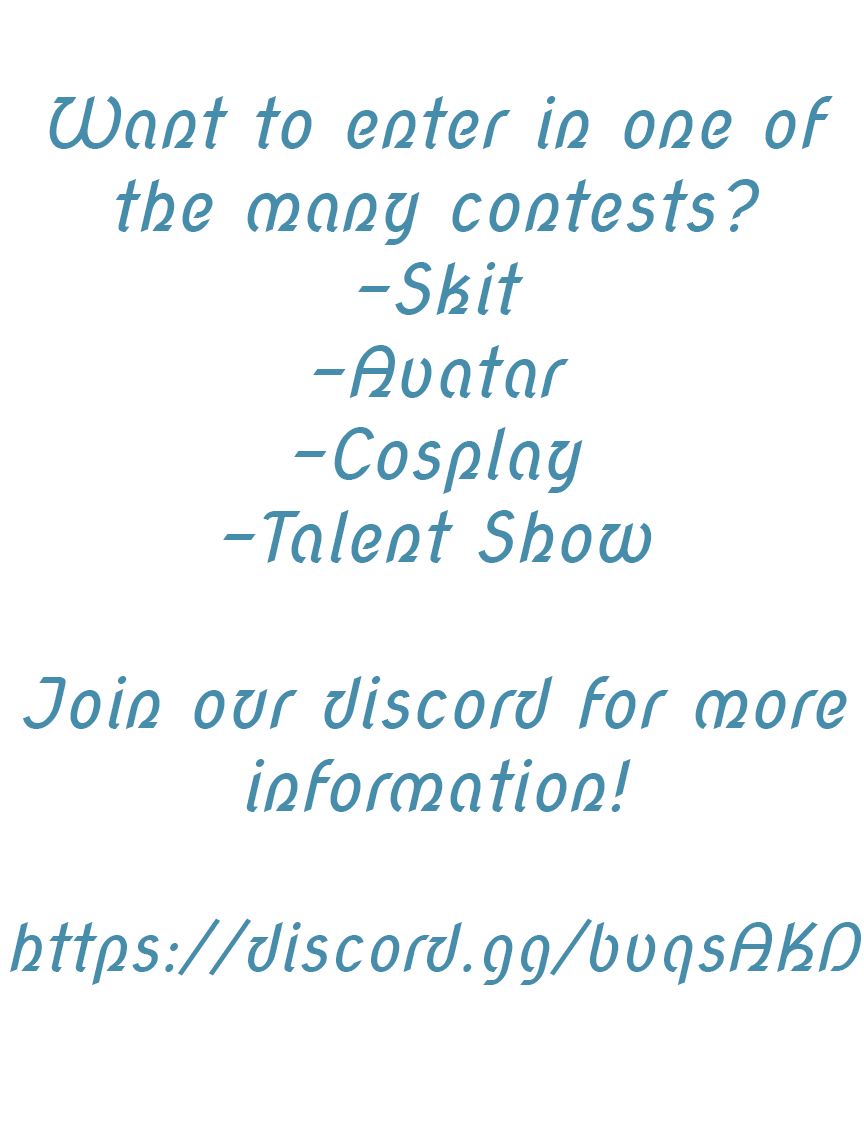 Want to enter in one of
the many contests?
-Skit
-Avatar
-Cosplay
-Talent Show
Join our discord for more
information!
https://discord.gg/bvqsAKD